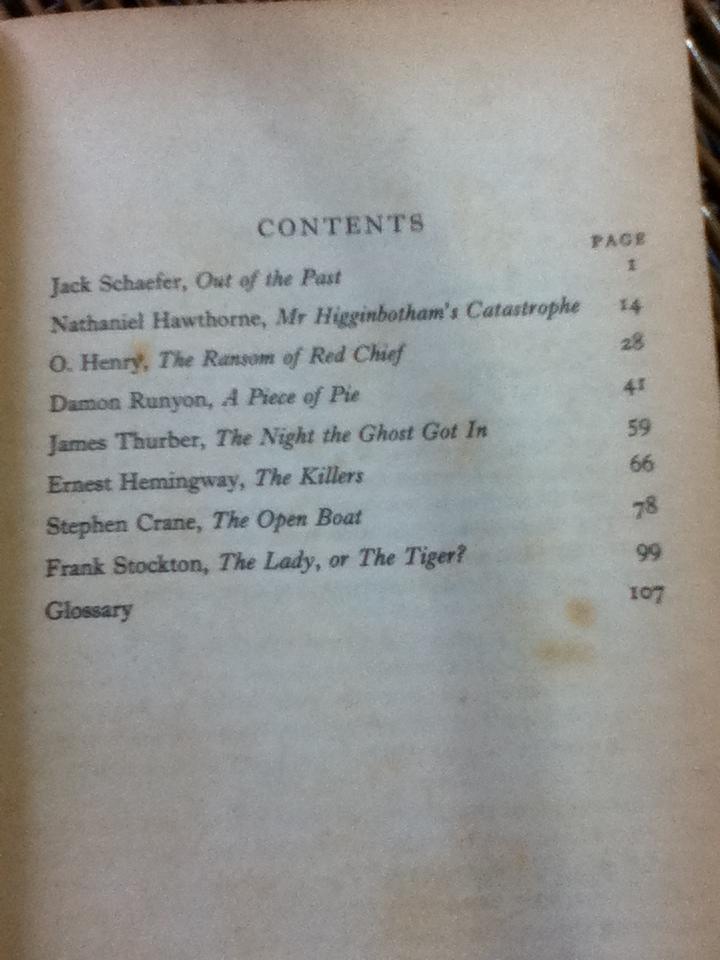 CONTENTS
PAGE
Jack Schaefer, Out of the Past 1
Nathaniel Hawthorne, Mr Higginbotham's Catastrophe 14
O. Henry, The Ransom of Red Chief 28
Damon Runyon, A Piece of Pie 41
James Thurber, The Night the Ghost Got In 59
Ernest Hemingway, The Killers 66
Stephen Crane, The Open Boat 78
Frank Stockton, The Lady, or The Tiger? 99
Glossary 107